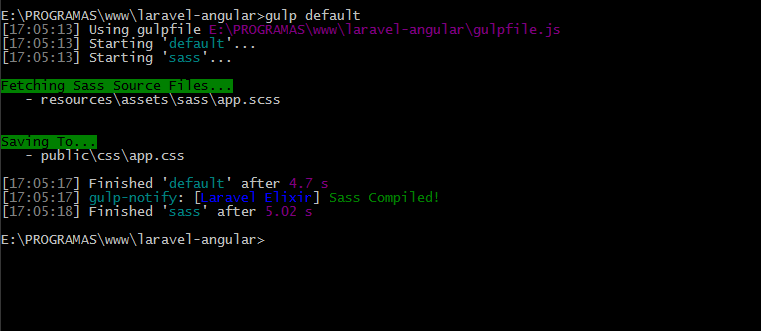 E:\PROGRAMAS\www\laravel-angular>gulp default
[17:05:13] Using gulpfile E:\PROGRAMAS\www\laravel-angular\gulpfile.js
[17:05:13] Starting 'default'...
[17:05:13] Starting 'sass'...
Fetching Sass Source Files...
- resources\assets\sass\app.scss
Saving To...
- public\css\app.css
[17:05:17] Finished 'default' after 4.7 s
[17:05:17] gulp-notify: [Laravel Elixir] Sass Compiled!
[17:05:18] Finished 'sass' after 5.02 s
E:\PROGRAMAS\www\laravel-angular>